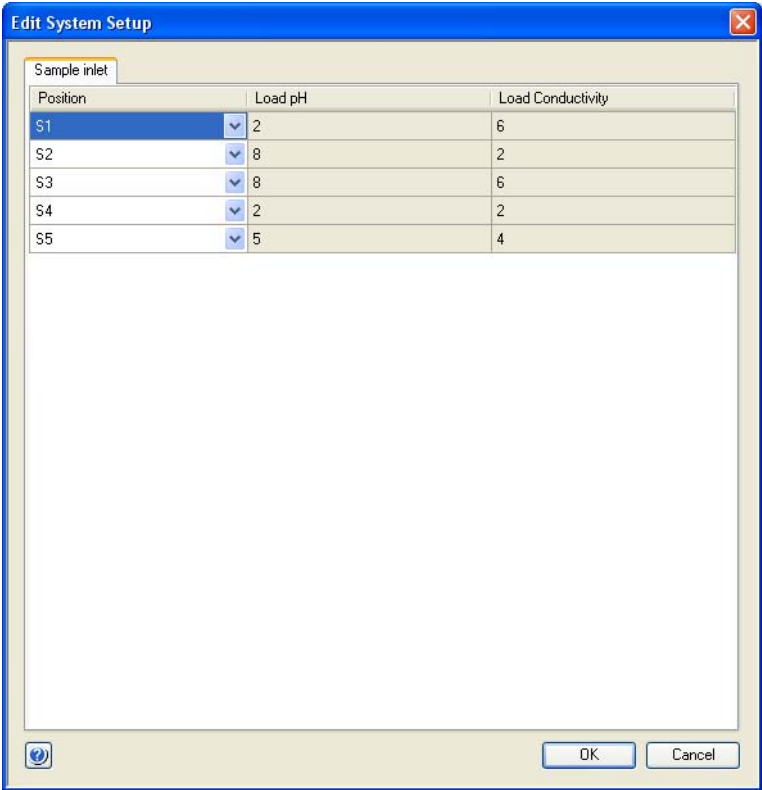 Edit System Setup
Sample inlet
Position Load pH Load Conductivity
S1 2 6
S2 8 2
S3 8 6
S4 2 2
S5 5 4
? OK Cancel